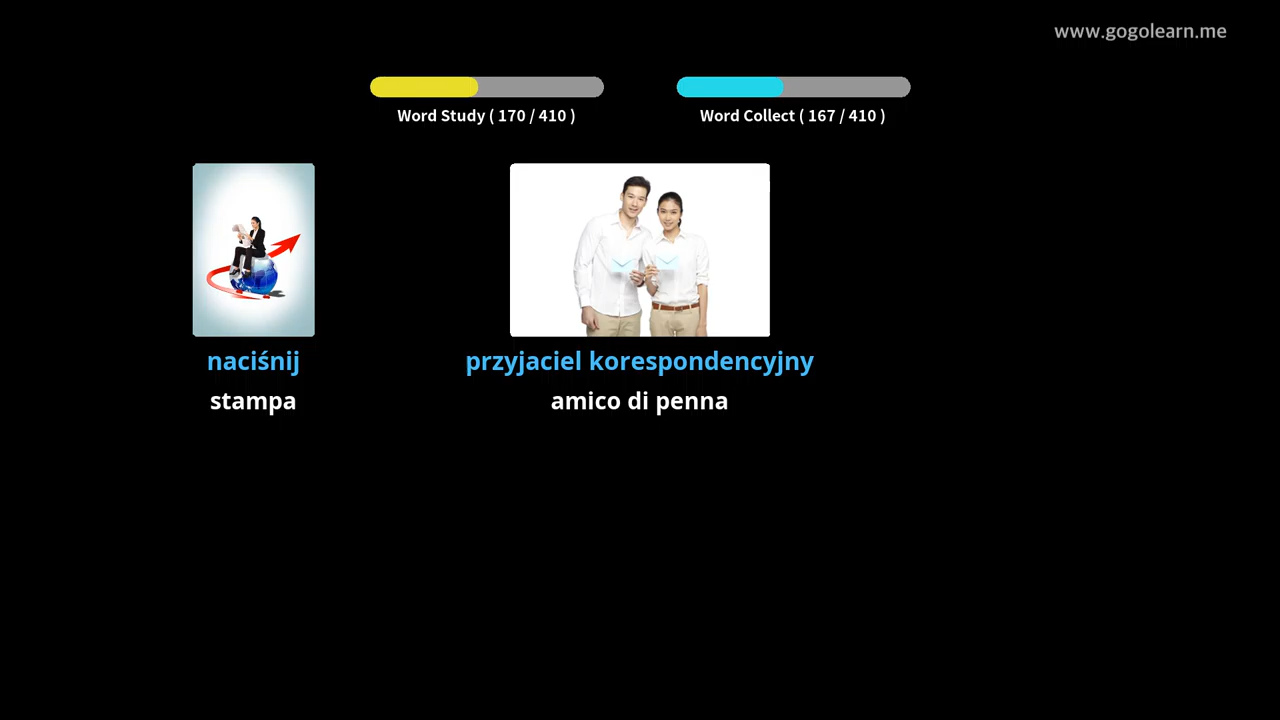 www.gogolearn.me
Word Study ( 170 / 410 )
Word Collect ( 167 / 410 )
naciśnij
stampa
przyjaciel korespondencyjny
amico di penna